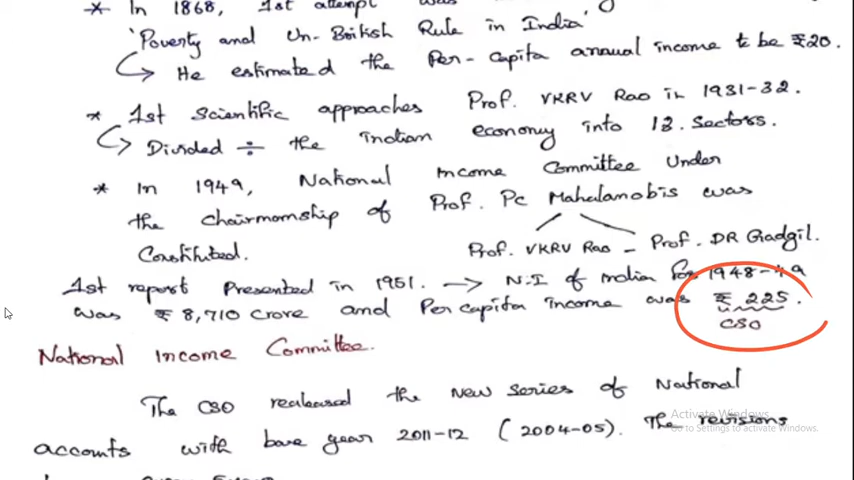 * In 1868, 1st attempt was
'Poverty and Un-British Rule in India'
↳ He estimated the Per-Capita annual income to be ₹20.
* 1st Scientific approaches Prof. VKRV Rao in 1931-32.
↳ Divided ÷ the Indian economy into 13. Sectors.
* In 1949, National Income Committee Under
the chairmomship of Prof. PC Mahalanobis was
Constituted.
Prof. VKRV Rao - Prof. DR Gadgil.
1st report Presented in 1951. → N.I of India for 1948-49
was ₹ 8,710 Crore and Per capita income was ₹ 225.
CSO
National Income Committee.
The CSO realeased the New Series of National
accounts with base year 2011-12 (2004-05). The revisions
Activate Windows
Go to Settings to activate Windows.